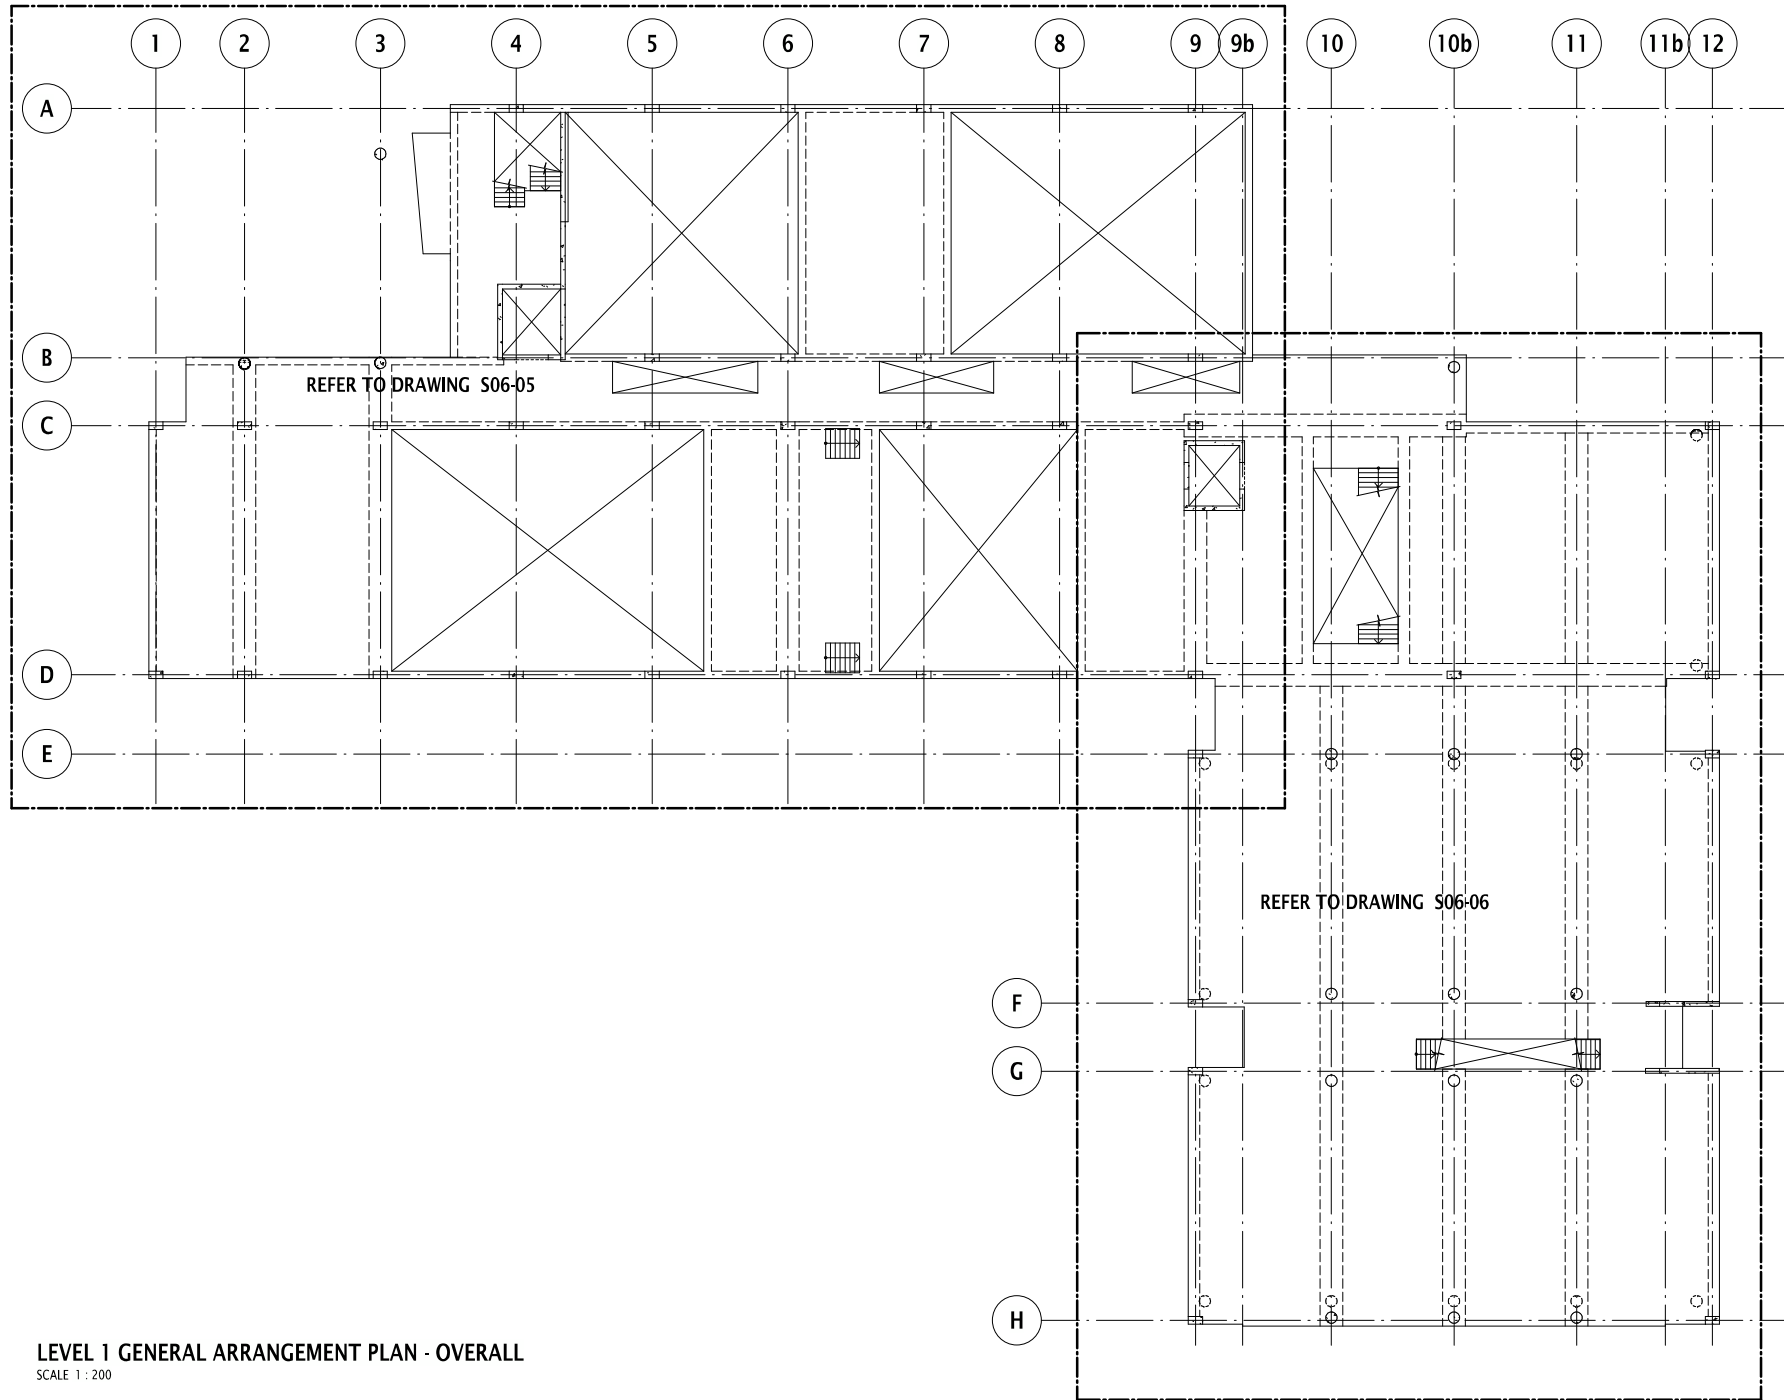 1 2 3 4 5 6 7 8 9 9b 10 10b 11 11b 12
A
B
REFER TO DRAWING S06-05
C
D
E
REFER TO DRAWING S06-06
F
G
H
LEVEL 1 GENERAL ARRANGEMENT PLAN - OVERALL
SCALE 1 : 200